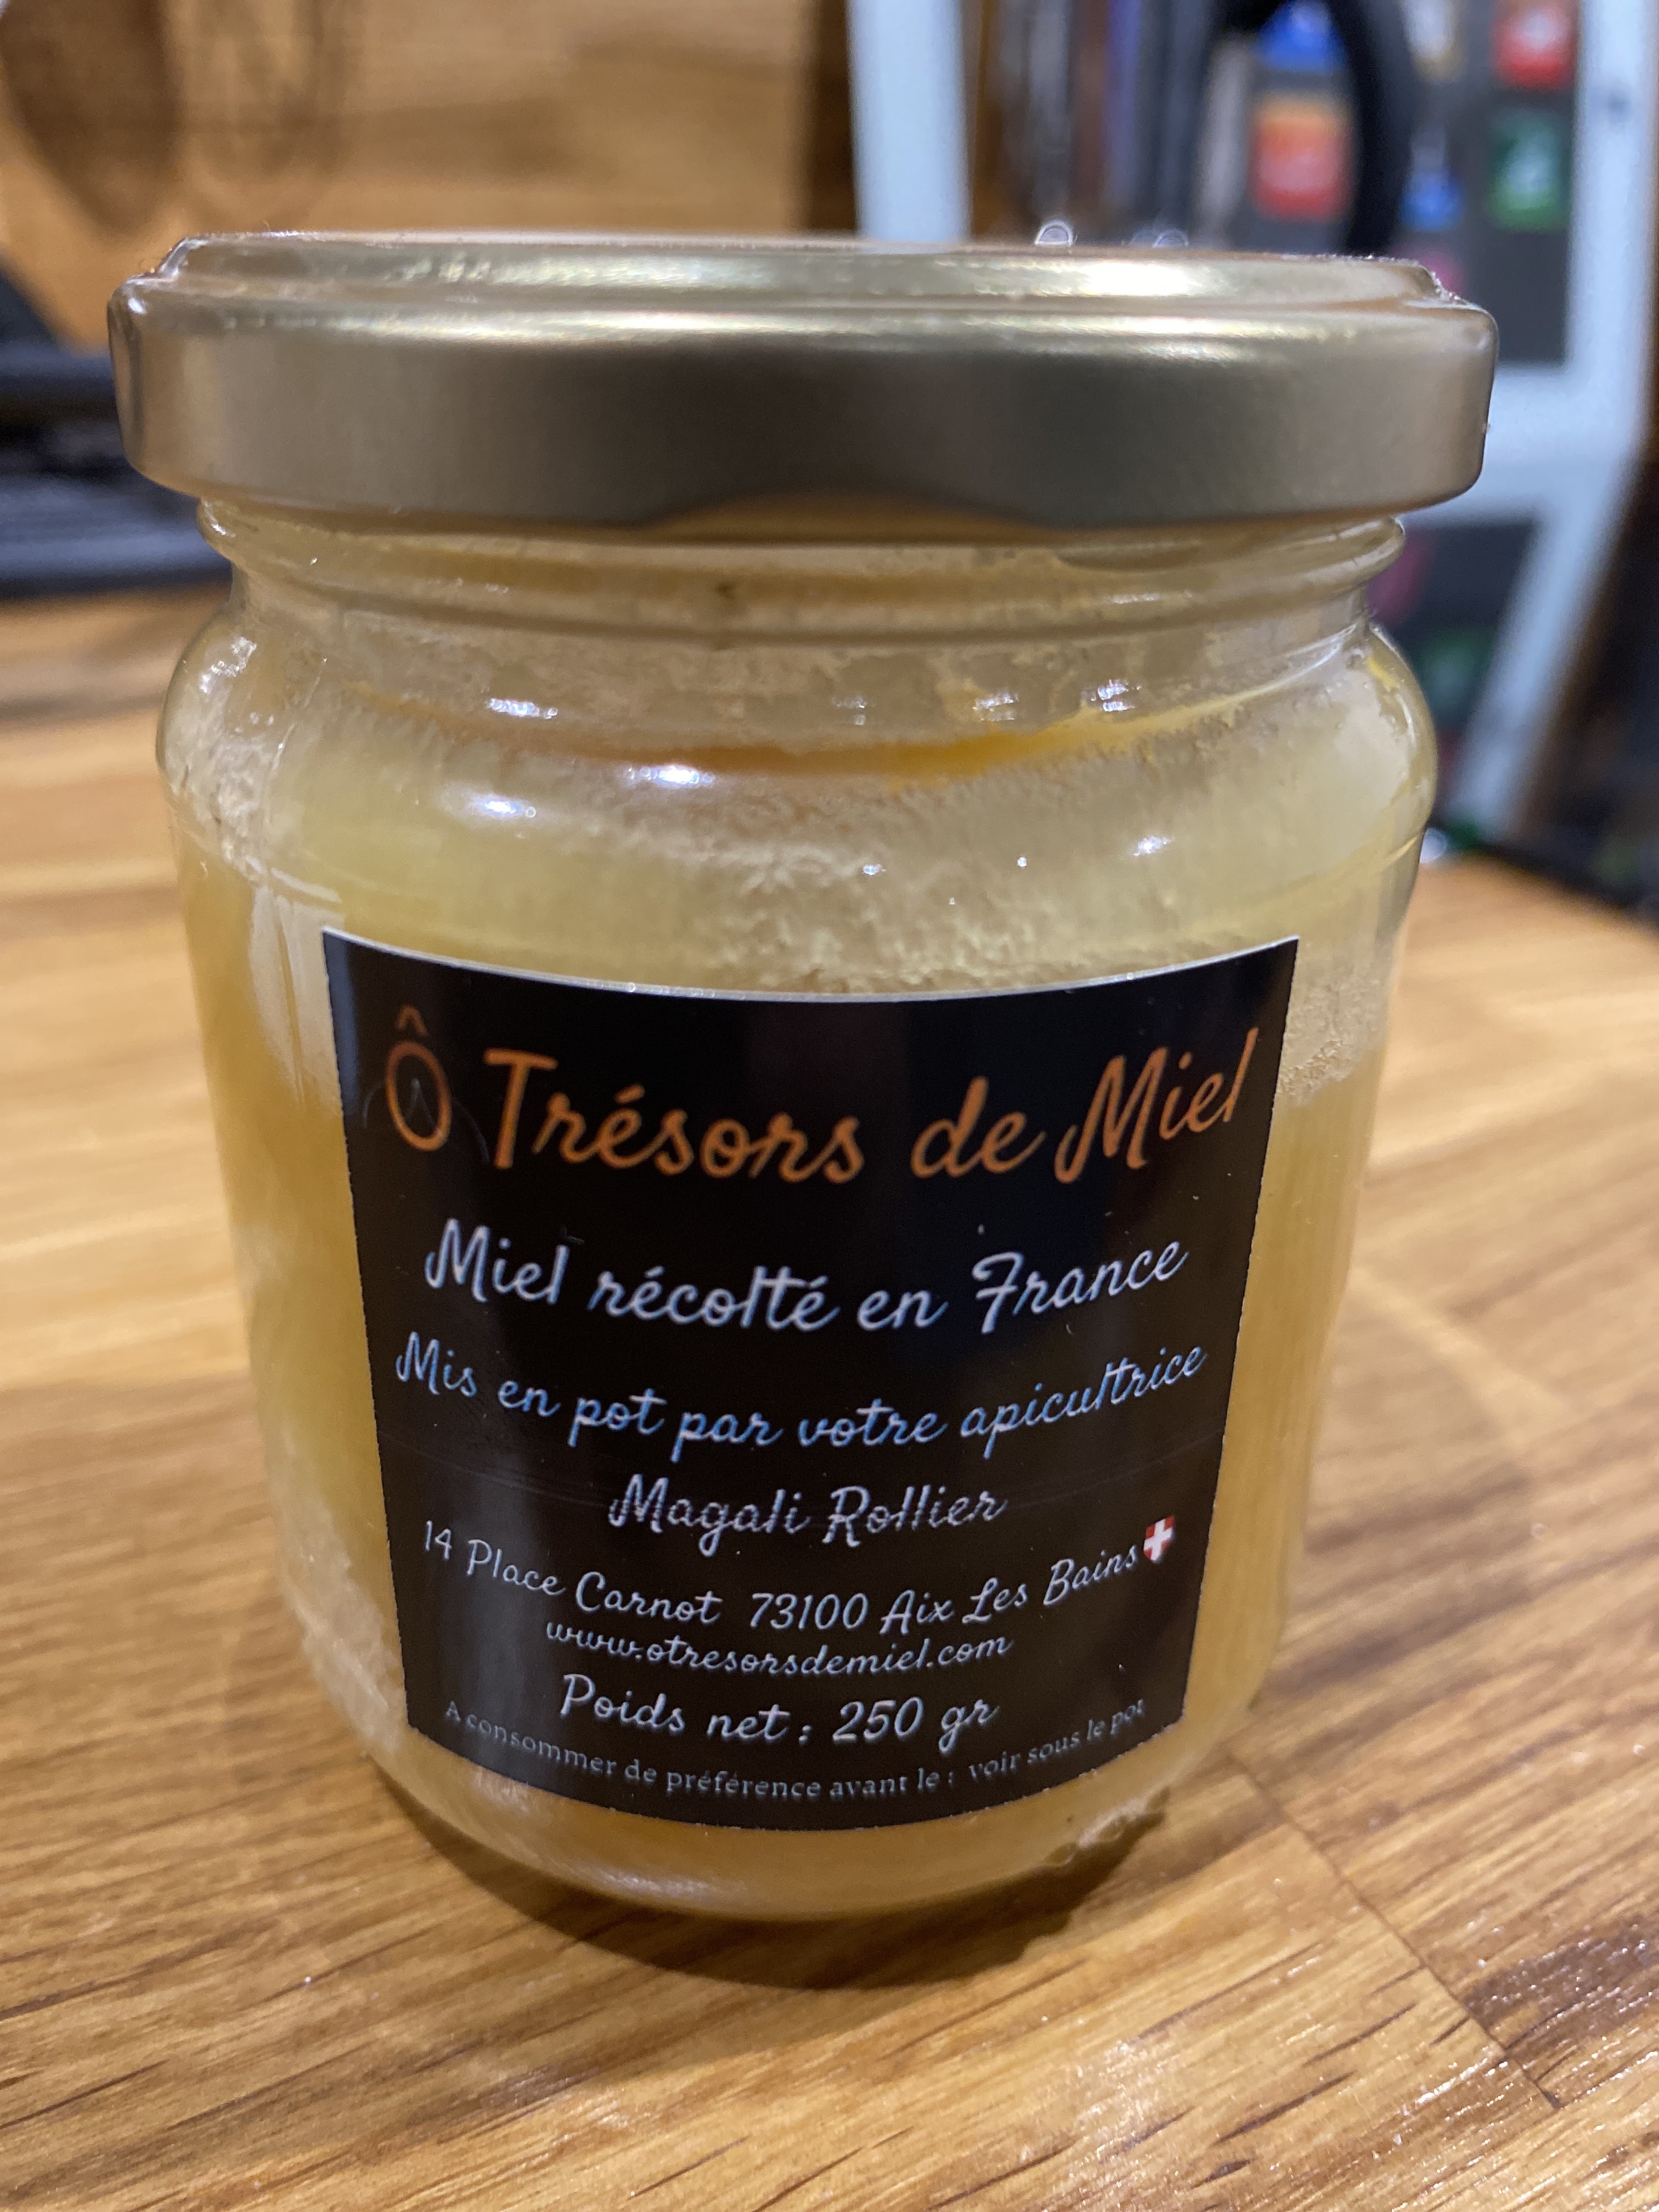 Ô Trésors de Miel
Miel récolté en France
Mis en pot par votre apicultrice
Magali Rollier
14 Place Carnot 73100 Aix Les Bains
www.otresorsdemiel.com
Poids net : 250 gr
A consommer de préférence avant le : voir sous le pot